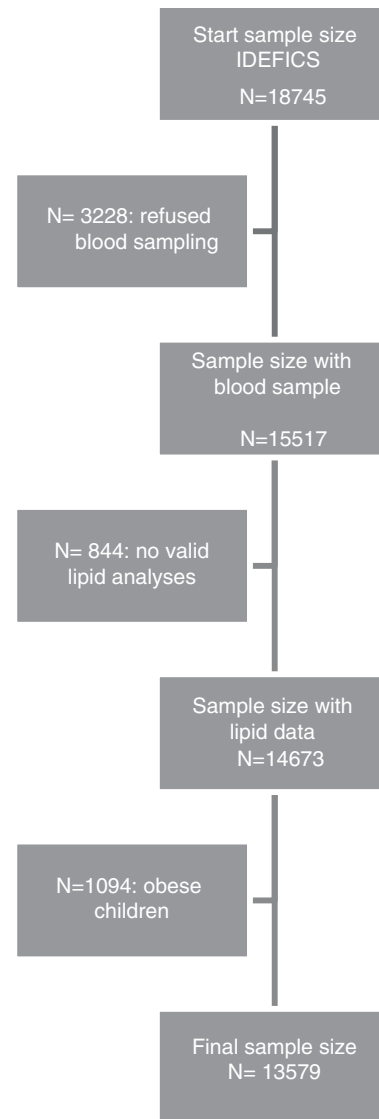 Start sample size
IDEFICS
N=18745
N= 3228: refused
blood sampling
Sample size with
blood sample
N=15517
N= 844: no valid
lipid analyses
Sample size with
lipid data
N=14673
N=1094: obese
children
Final sample size
N= 13579